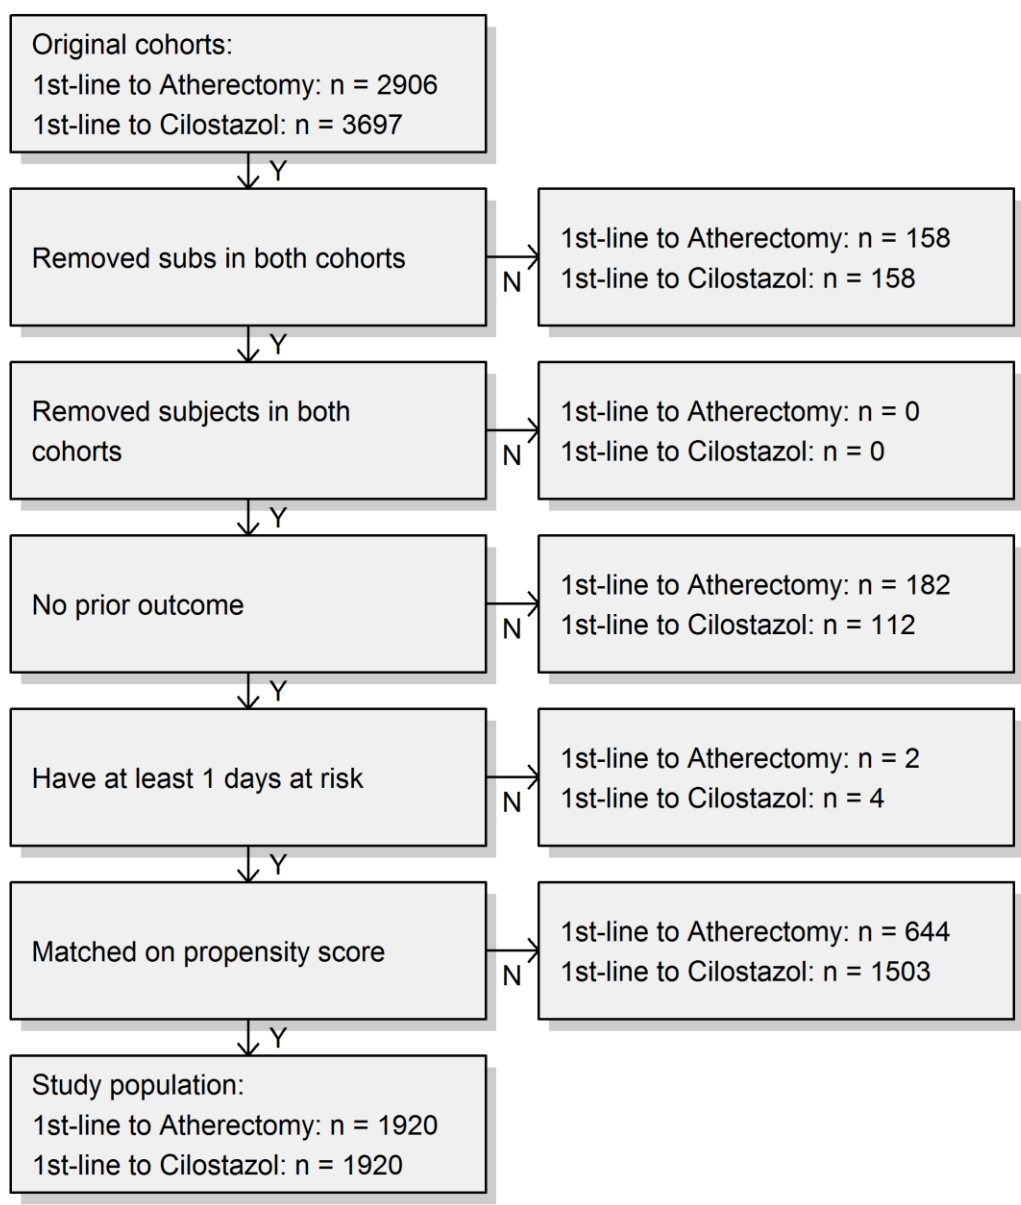 Original cohorts:
1st-line to Atherectomy: n = 2906
1st-line to Cilostazol: n = 3697
Y
Removed subs in both cohorts
N
1st-line to Atherectomy: n = 158
1st-line to Cilostazol: n = 158
Y
Removed subjects in both
cohorts
N
1st-line to Atherectomy: n = 0
1st-line to Cilostazol: n = 0
Y
No prior outcome
N
1st-line to Atherectomy: n = 182
1st-line to Cilostazol: n = 112
Y
Have at least 1 days at risk
N
1st-line to Atherectomy: n = 2
1st-line to Cilostazol: n = 4
Y
Matched on propensity score
N
1st-line to Atherectomy: n = 644
1st-line to Cilostazol: n = 1503
Y
Study population:
1st-line to Atherectomy: n = 1920
1st-line to Cilostazol: n = 1920